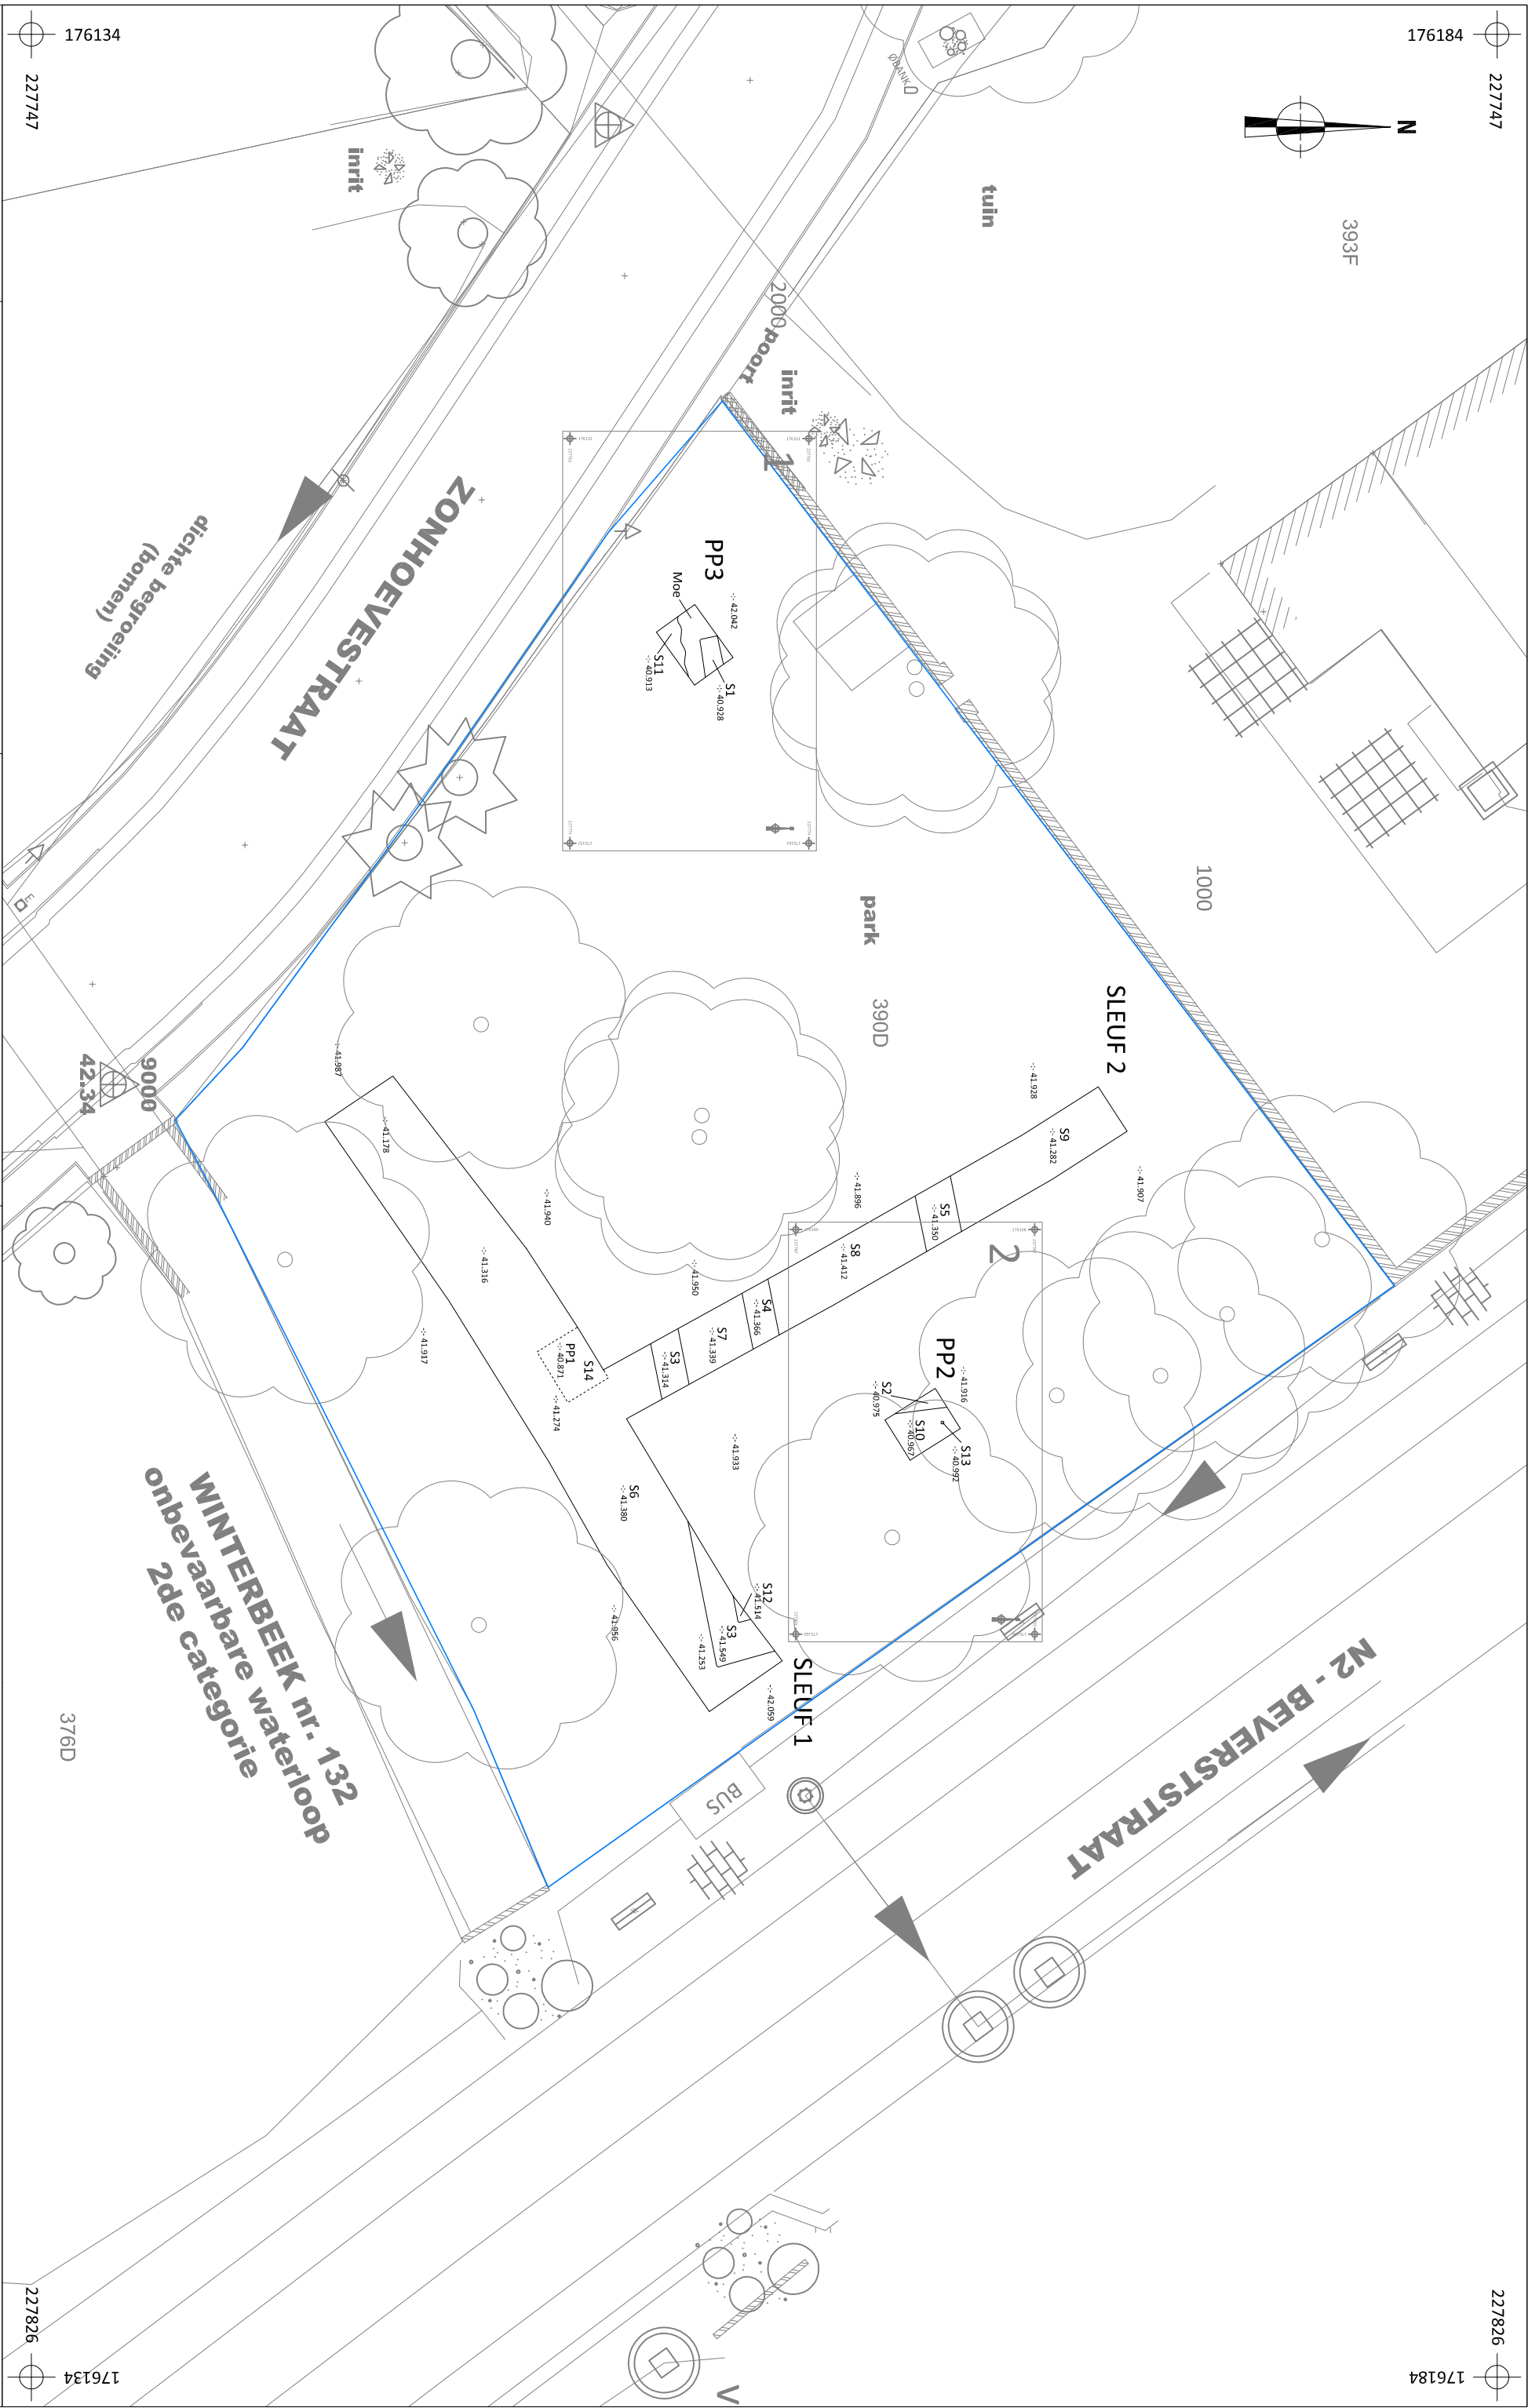 176134
227747
176184
227747
N
ØBANK
inrit
tuin
393F
2000
poort
inrit
1
PP3
42.042
Moe
S1
40.928
S11
40.913
ZONHOEVESTRAAT
dichte begroeiing
(bomen)
1000
park
390D
SLEUF 2
E
9000
42.34
41.987
41.178
41.928
S9
41.282
41.907
41.896
S5
41.350
41.940
S8
41.412
2
41.316
41.950
S4
41.366
S7
41.339
S3
41.314
41.917
S14
PP1
40.871
41.274
PP2
41.916
S2
40.975
S10
40.967
S13
40.992
41.933
S6
41.380
S12
41.514
S3
41.549
41.956
41.253
42.059
SLEUF 1
BUS
N2 - BEVERSTSTRAAT
WINTERBEEK nr. 132
onbevaarbare waterloop
2de categorie
376D
V
227826
176134
227826
176184